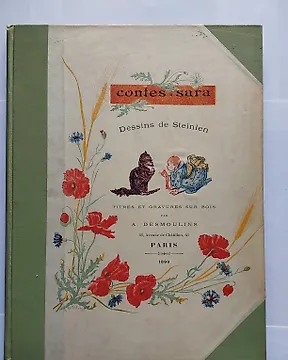 contes à sara
Dessins de Steinlen
TITRES ET GRAVURES SUR BOIS
PAR
A. DESMOULINS
PARIS